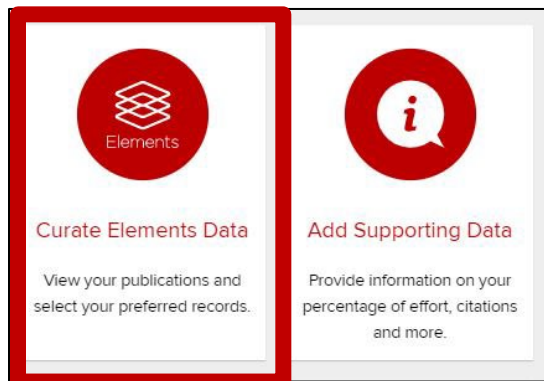 Elements
Curate Elements Data
View your publications and
select your preferred records.
i
Add Supporting Data
Provide information on your
percentage of effort, citations
and more.